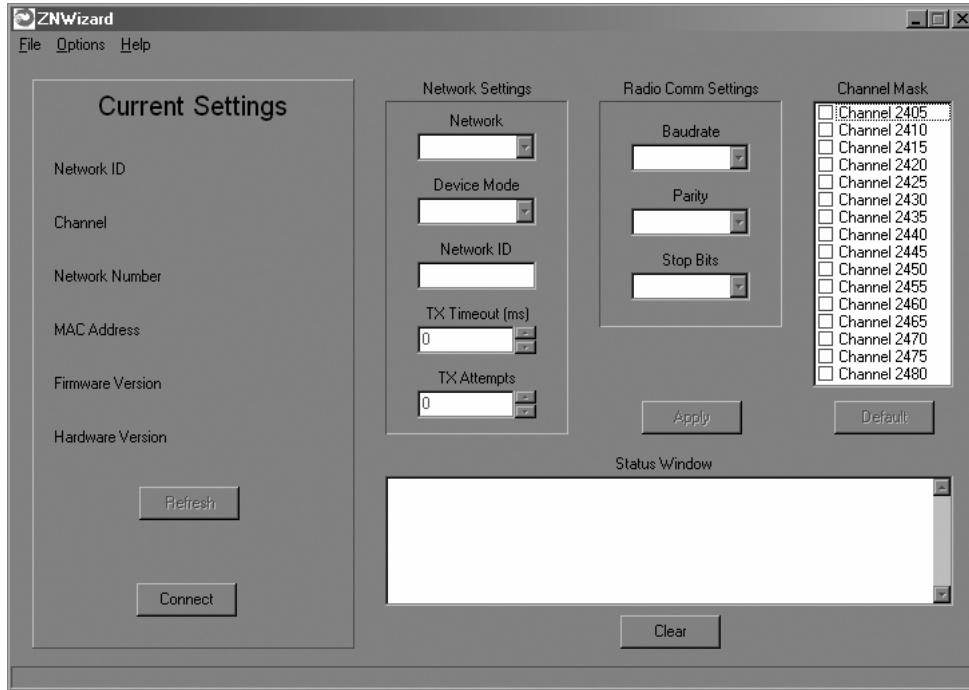 ZNWizard
File Options Help
Current Settings
Network ID
Channel
Network Number
MAC Address
Firmware Version
Hardware Version
Refresh
Connect
Network Settings
Network
Device Mode
Network ID
TX Timeout (ms)
0
TX Attempts
0
Radio Comm Settings
Baudrate
Parity
Stop Bits
Apply
Channel Mask
Channel 2405
Channel 2410
Channel 2415
Channel 2420
Channel 2425
Channel 2430
Channel 2435
Channel 2440
Channel 2445
Channel 2450
Channel 2455
Channel 2460
Channel 2465
Channel 2470
Channel 2475
Channel 2480
Default
Status Window
Clear